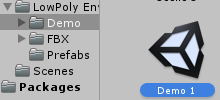 LowPoly En
Demo
FBX
Prefabs
Scenes
Packages
Demo 1